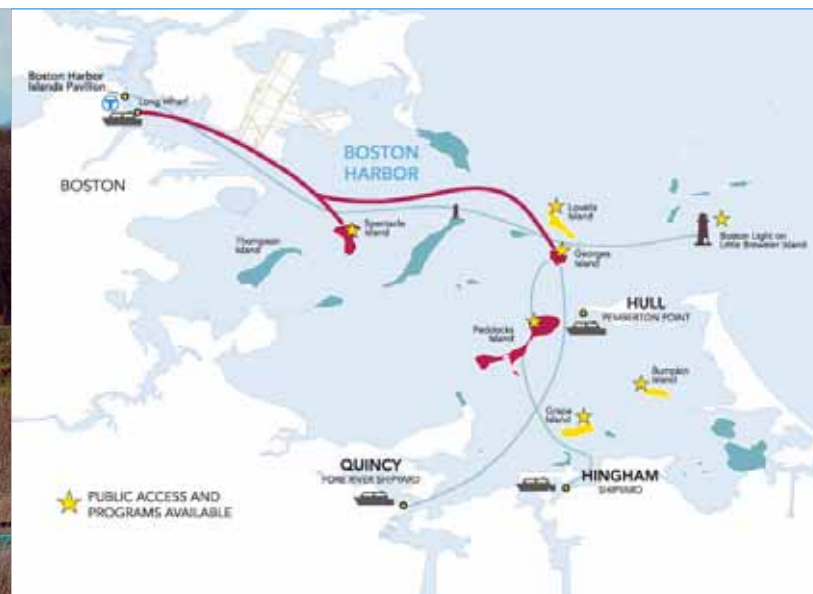 Boston Harbor
Islands Pavilion
T
Long Wharf
BOSTON
BOSTON
HARBOR
Thompson
Island
Spectacle
Island
Lovells
Island
Georges
Island
Boston Light on
Little Brewster Island
HULL
PEMBERTON POINT
Peddocks
Island
Bumpkin
Island
Grape
Island
QUINCY
FORE RIVER SHIPYARD
HINGHAM
SHIPYARD
PUBLIC ACCESS AND
PROGRAMS AVAILABLE